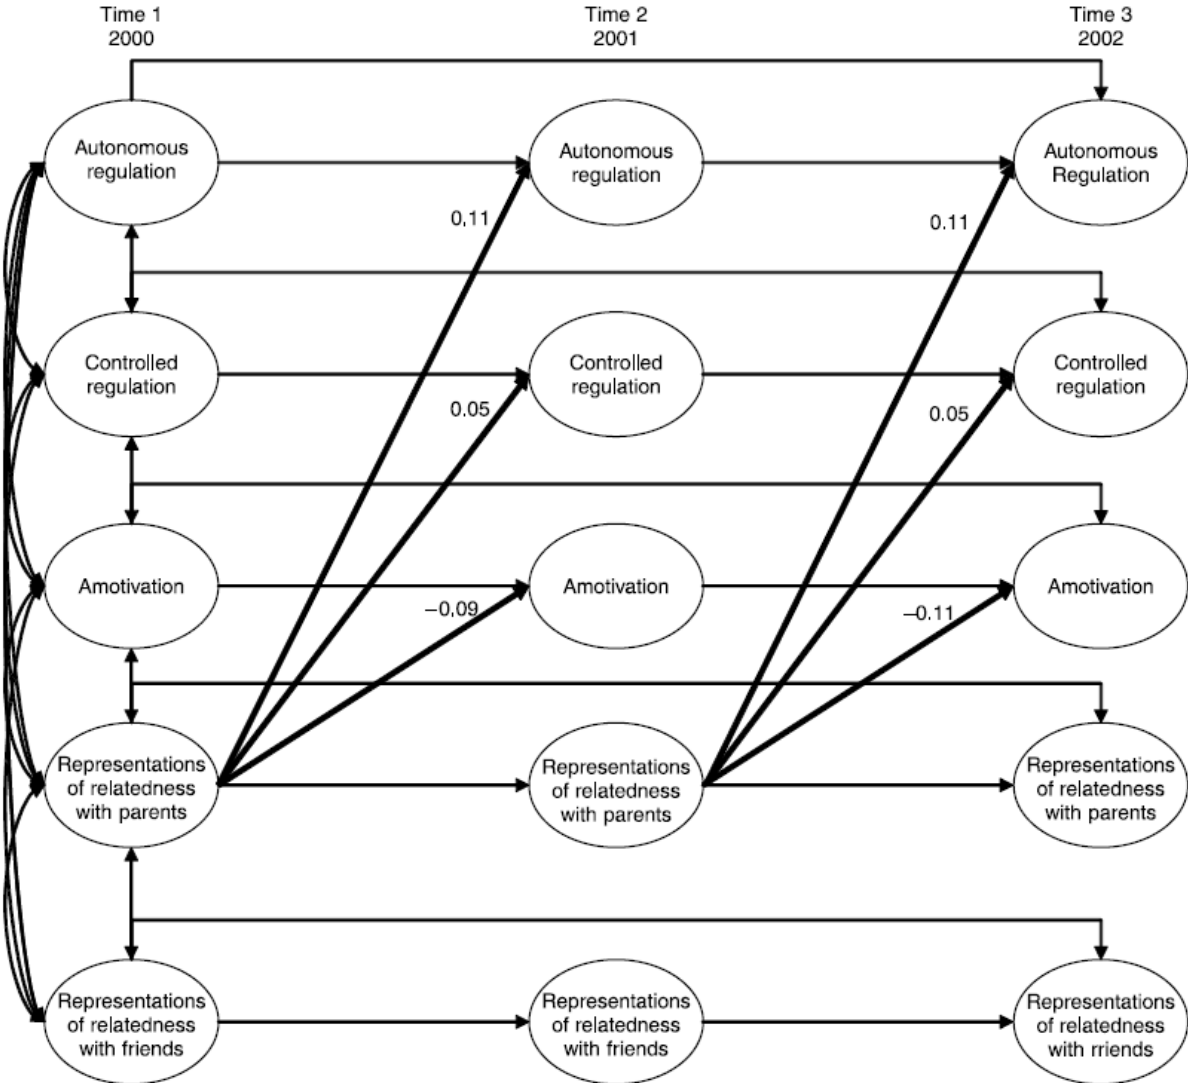 Time 1
2000
Time 2
2001
Time 3
2002
Autonomous
regulation
Autonomous
regulation
Autonomous
Regulation
0.11
0.11
Controlled
regulation
Controlled
regulation
Controlled
regulation
0.05
0.05
Amotivation
Amotivation
Amotivation
−0.09
−0.11
Representations
of relatedness
with parents
Representations
of relatedness
with parents
Representations
of relatedness
with parents
Representations
of relatedness
with friends
Representations
of relatedness
with friends
Representations
of relatedness
with rriends